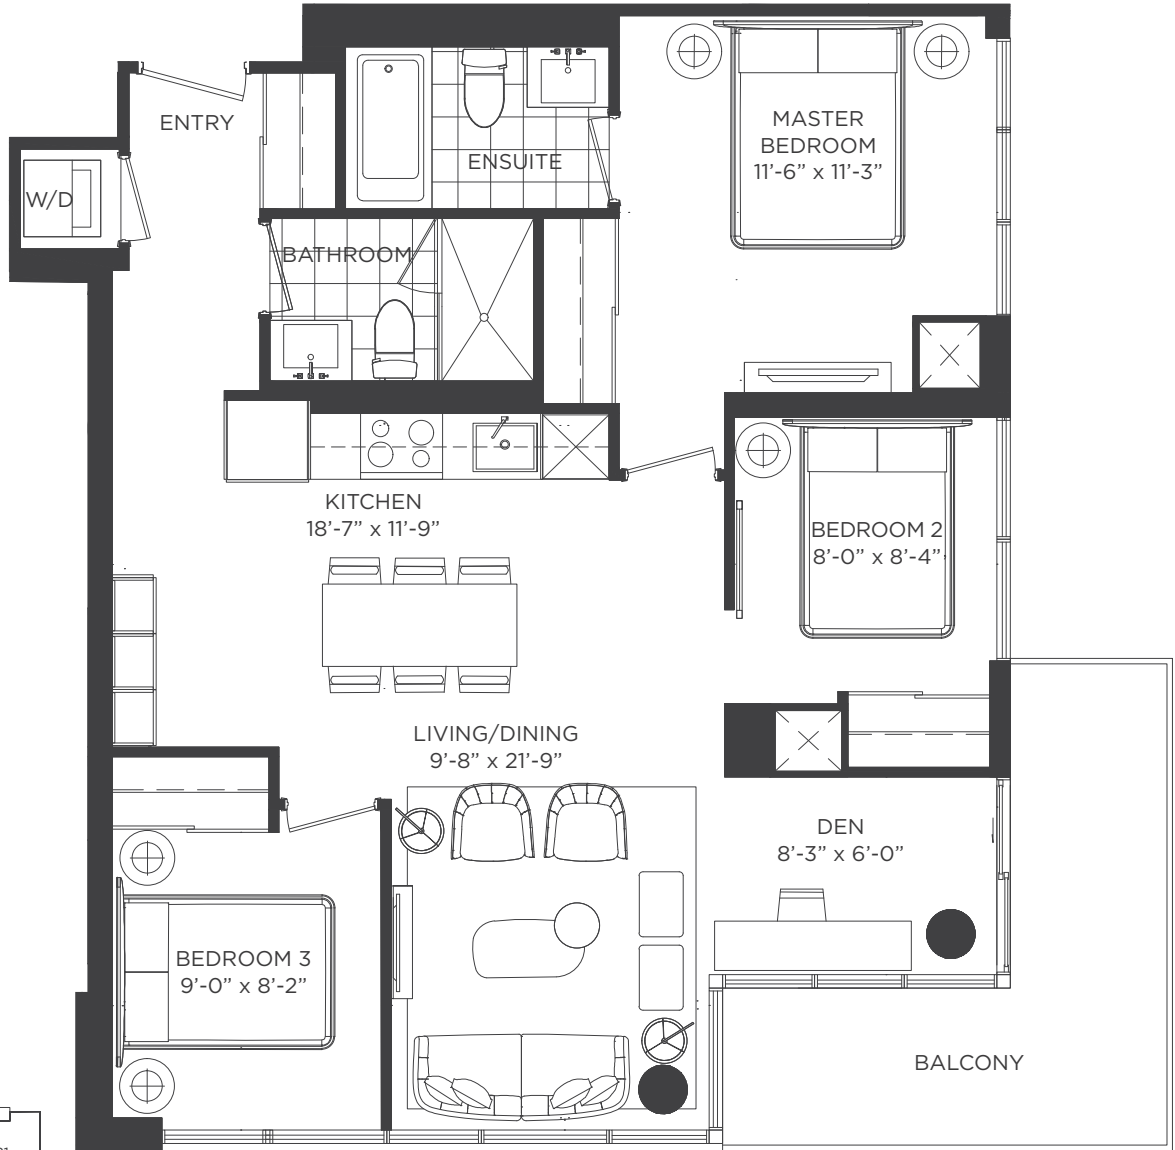 ENTRY
ENSUITE
MASTER
BEDROOM
11'-6" x 11'-3"
W/D
BATHROOM
KITCHEN
18'-7" x 11'-9"
BEDROOM 2
8'-0" x 8'-4"
LIVING/DINING
9'-8" x 21'-9"
DEN
8'-3" x 6'-0"
BEDROOM 3
9'-0" x 8'-2"
BALCONY